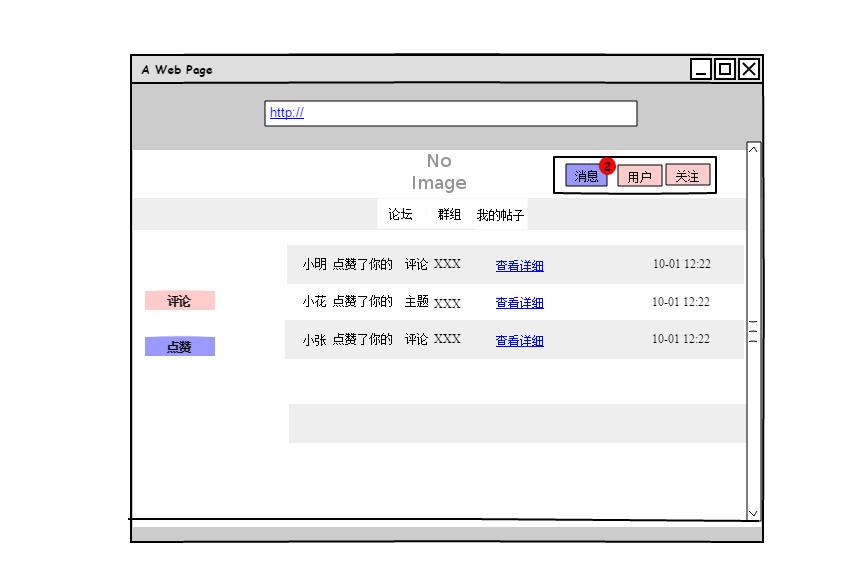 A Web Page
http://
No
Image
消息 2 用户 关注
论坛 群组 我的帖子
小明 点赞了你的 评论 XXX 查看详细 10-01 12:22
评论
小花 点赞了你的 主题 XXX 查看详细 10-01 12:22
点赞
小张 点赞了你的 评论 XXX 查看详细 10-01 12:22